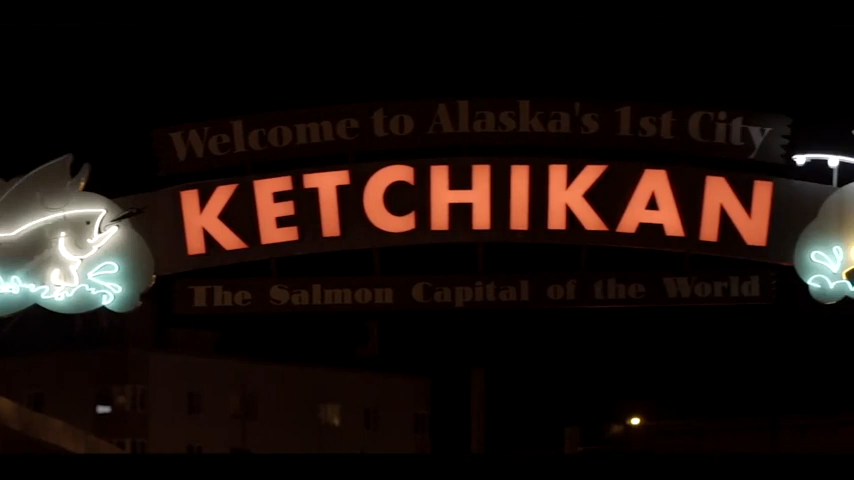 Welcome to Alaska's 1st City
KETCHIKAN
The Salmon Capital of the World